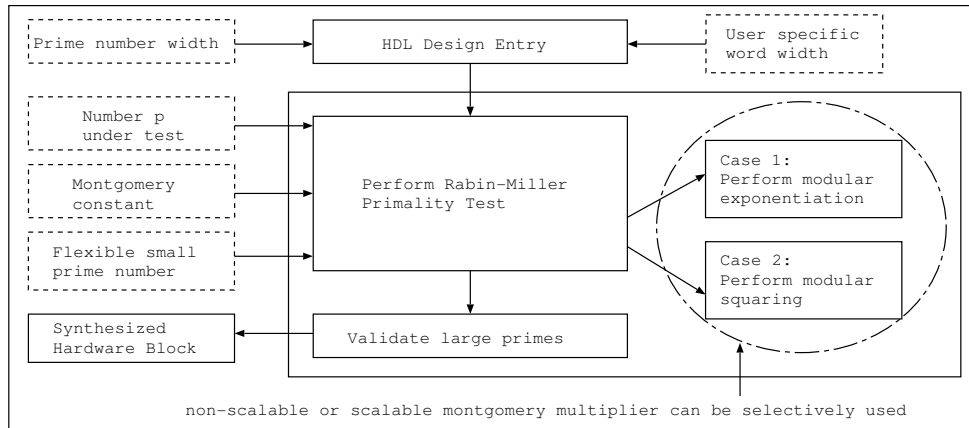 Prime number width
HDL Design Entry
User specific
word width
Number p
under test
Montgomery
constant
Flexible small
prime number
Perform Rabin-Miller
Primality Test
Case 1:
Perform modular
exponentiation
Case 2:
Perform modular
squaring
Synthesized
Hardware Block
Validate large primes
non-scalable or scalable montgomery multiplier can be selectively used